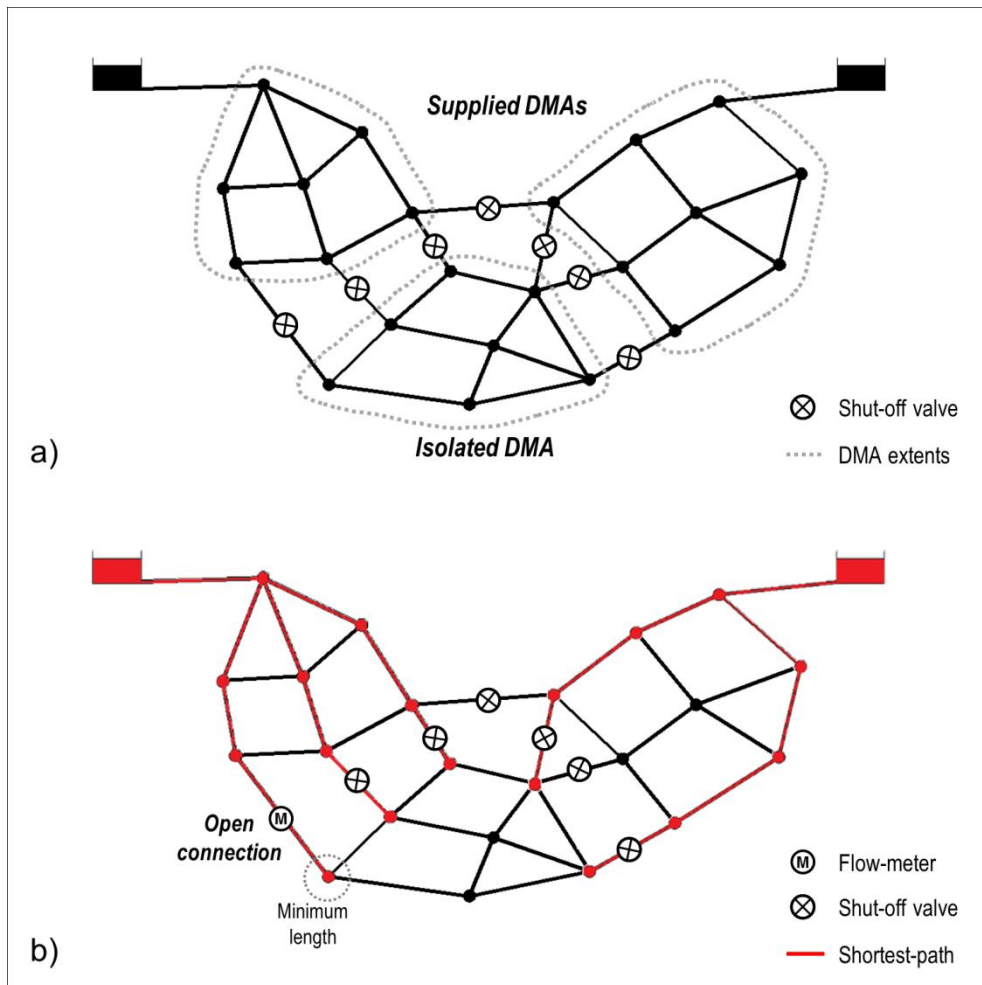 Supplied DMAs
Isolated DMA
Shut-off valve
DMA extents
a)
Open
connection
M
Minimum
length
M Flow-meter
Shut-off valve
Shortest-path
b)